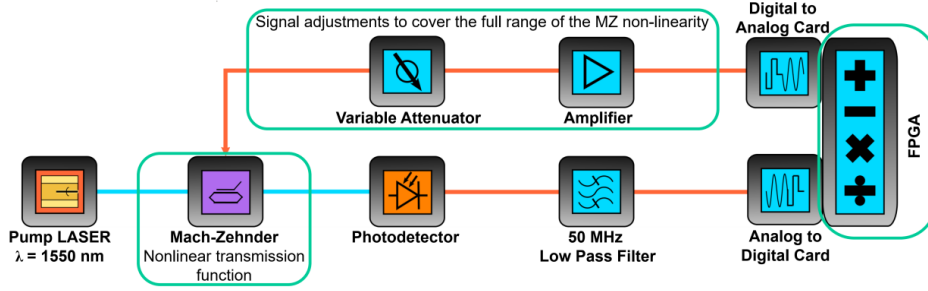 Signal adjustments to cover the full range of the MZ non-linearity
Digital to
Analog Card
Variable Attenuator
Amplifier
FPGA
Pump LASER
λ = 1550 nm
Mach-Zehnder
Nonlinear transmission
function
Photodetector
50 MHz
Low Pass Filter
Analog to
Digital Card